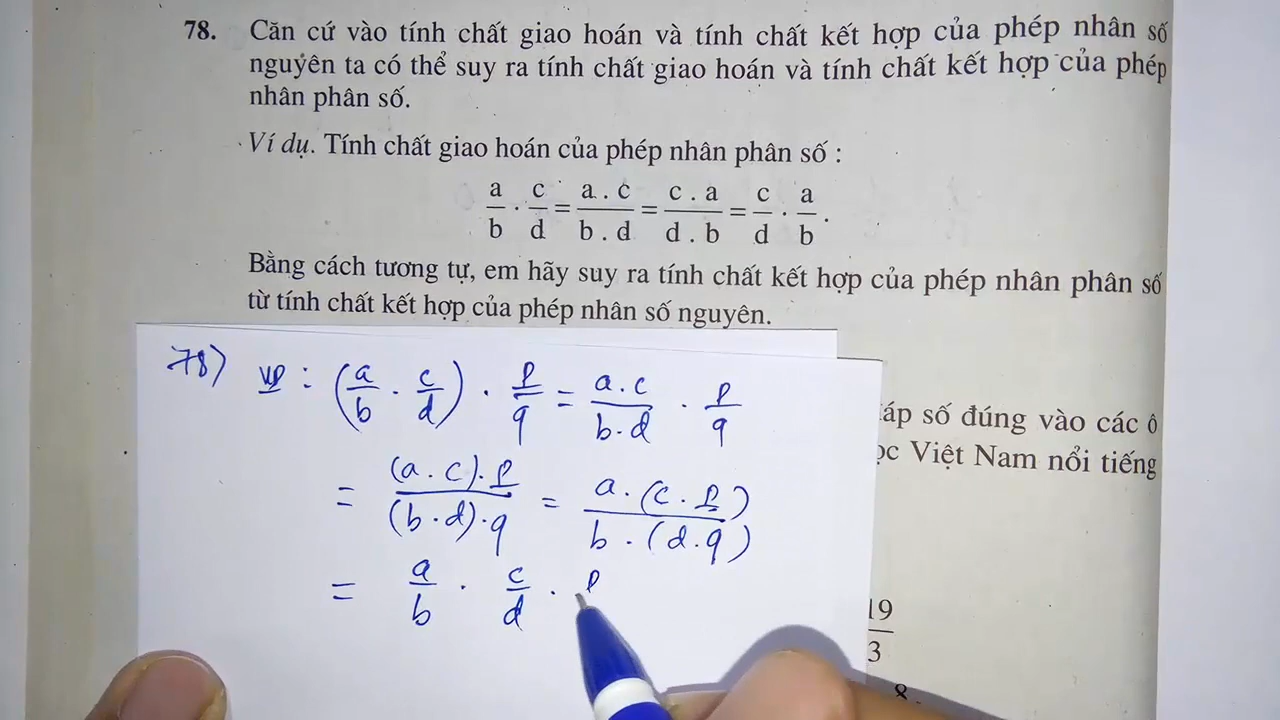 78. Căn cứ vào tính chất giao hoán và tính chất kết hợp của phép nhân số
nguyên ta có thể suy ra tính chất giao hoán và tính chất kết hợp của phép
nhân phân số.
Ví dụ. Tính chất giao hoán của phép nhân phân số :
a/b . c/d = a . c/b . d = c . a/d . b = c/d . a/b .
Bằng cách tương tự, em hãy suy ra tính chất kết hợp của phép nhân phân số
từ tính chất kết hợp của phép nhân số nguyên.
78) VP : (a/b . c/d) . p/q = a.c/b.d . p/q
áp số đúng vào các ô
ọc Việt Nam nổi tiếng
= (a.c).p/(b.d).q = a.(c.p)/b.(d.q)
= a/b . c/d . p
19/3
8